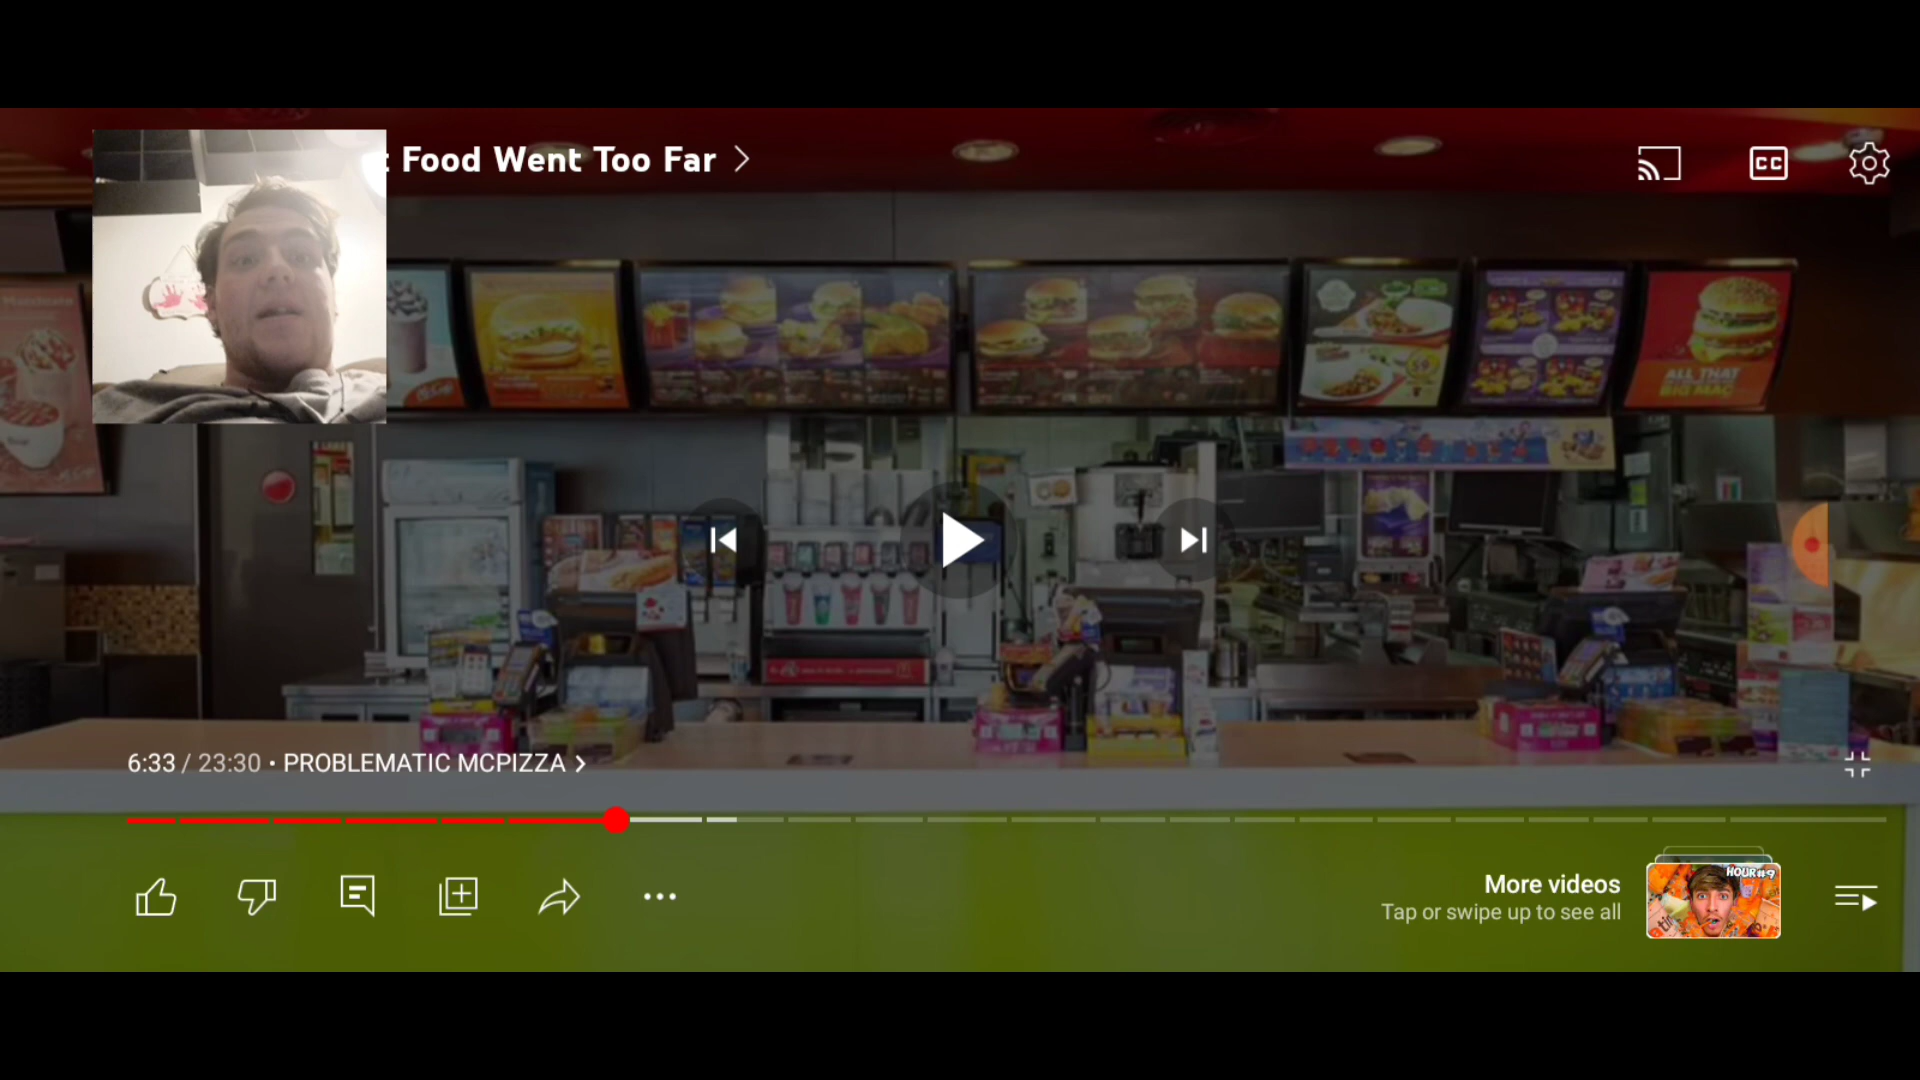 : Food Went Too Far
CC
ALL THAT
BIG MAC
6:33 / 23:30 • PROBLEMATIC MCPIZZA
More videos
Tap or swipe up to see all
HOUR#9